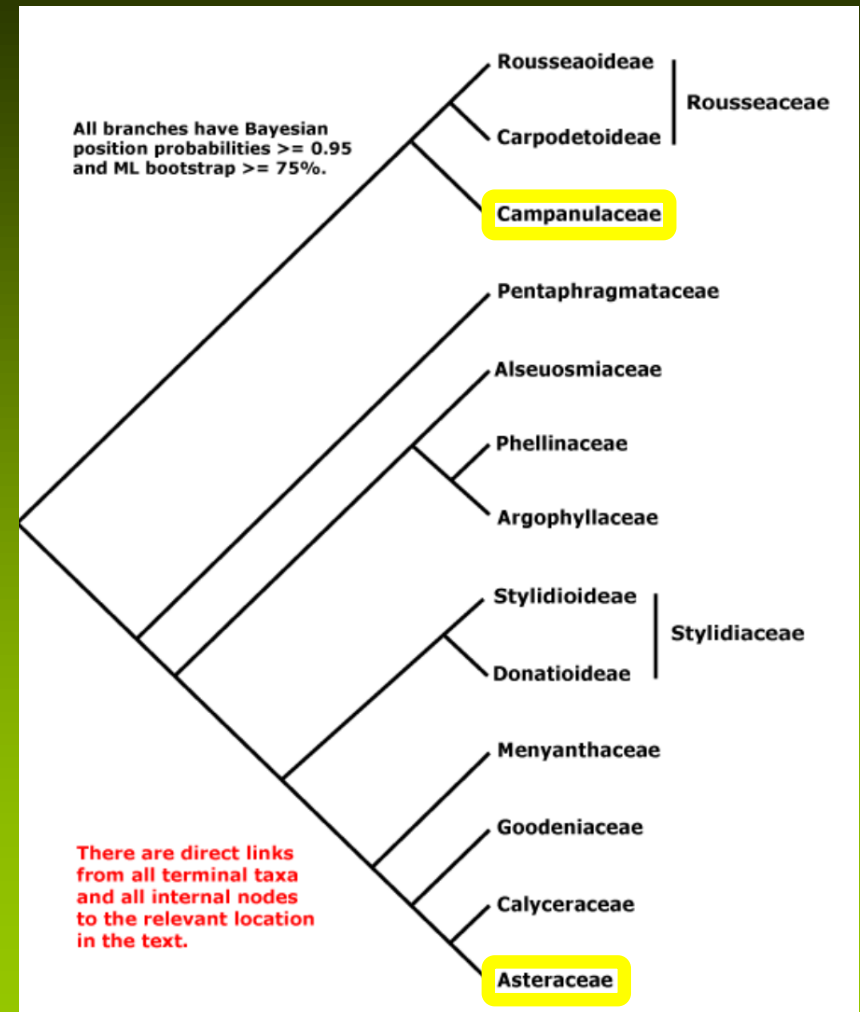 Rousseaoideae
Rousseaceae
All branches have Bayesian
position probabilities >= 0.95
and ML bootstrap >= 75%.
Carpodetoideae
Campanulaceae
Pentaphragmataceae
Alseuosmiaceae
Phellinaceae
Argophyllaceae
Stylidioideae
Stylidiaceae
Donatioideae
Menyanthaceae
Goodeniaceae
There are direct links
from all terminal taxa
and all internal nodes
to the relevant location
in the text.
Calyceraceae
Asteraceae